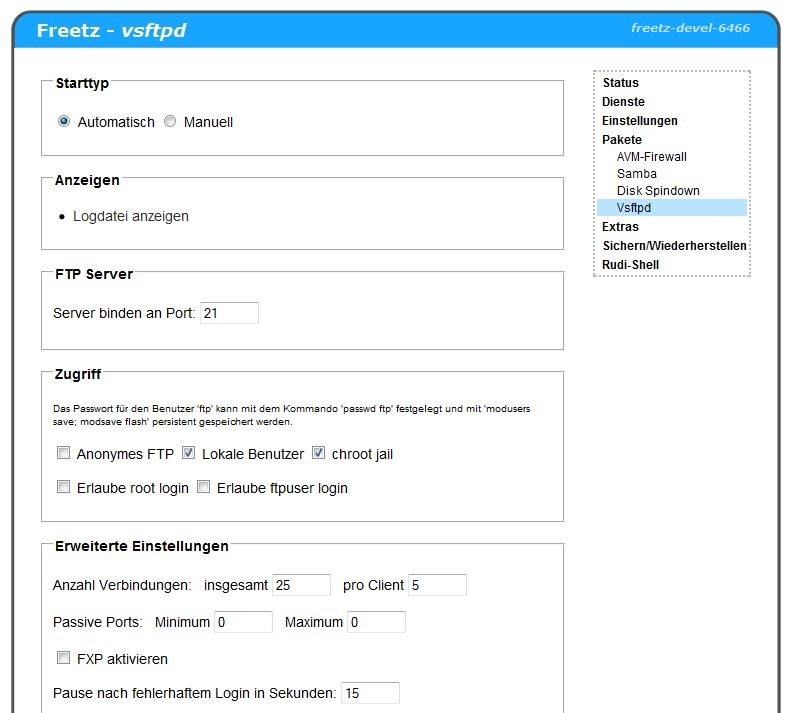 Freetz - vsftpd
freetz-devel-6466
Starttyp
Automatisch Manuell
Anzeigen
Logdatei anzeigen
FTP Server
Server binden an Port: 21
Zugriff
Das Passwort für den Benutzer 'ftp' kann mit dem Kommando 'passwd ftp' festgelegt und mit 'modusers
save; modsave flash' persistent gespeichert werden.
Anonymes FTP Lokale Benutzer chroot jail
Erlaube root login Erlaube ftpuser login
Erweiterte Einstellungen
Anzahl Verbindungen: insgesamt 25 pro Client 5
Passive Ports: Minimum 0 Maximum 0
FXP aktivieren
Pause nach fehlerhaftem Login in Sekunden: 15
Status
Dienste
Einstellungen
Pakete
AVM-Firewall
Samba
Disk Spindown
Vsftpd
Extras
Sichern/Wiederherstellen
Rudi-Shell